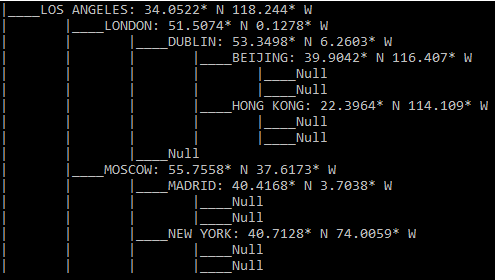 |____LOS ANGELES: 34.0522* N 118.244* W
|       |____LONDON: 51.5074* N 0.1278* W
|       |       |____DUBLIN: 53.3498* N 6.2603* W
|       |       |       |____BEIJING: 39.9042* N 116.407* W
|       |       |       |       |____Null
|       |       |       |       |____Null
|       |       |       |____HONG KONG: 22.3964* N 114.109* W
|       |       |       |       |____Null
|       |       |       |       |____Null
|       |       |____Null
|       |____MOSCOW: 55.7558* N 37.6173* W
|       |       |____MADRID: 40.4168* N 3.7038* W
|       |       |       |____Null
|       |       |       |____Null
|       |       |____NEW YORK: 40.7128* N 74.0059* W
|       |       |       |____Null
|       |       |       |____Null